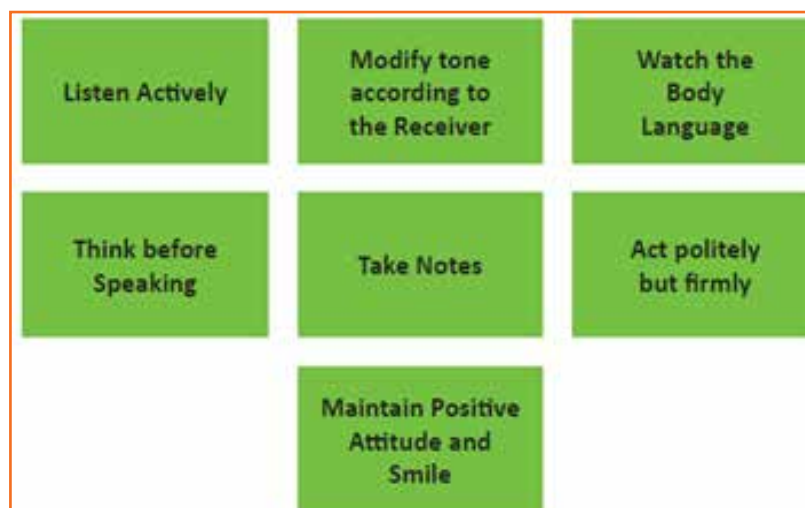 Listen Actively
Modify tone
according to
the Receiver
Watch the
Body
Language
Think before
Speaking
Take Notes
Act politely
but firmly
Maintain Positive
Attitude and
Smile